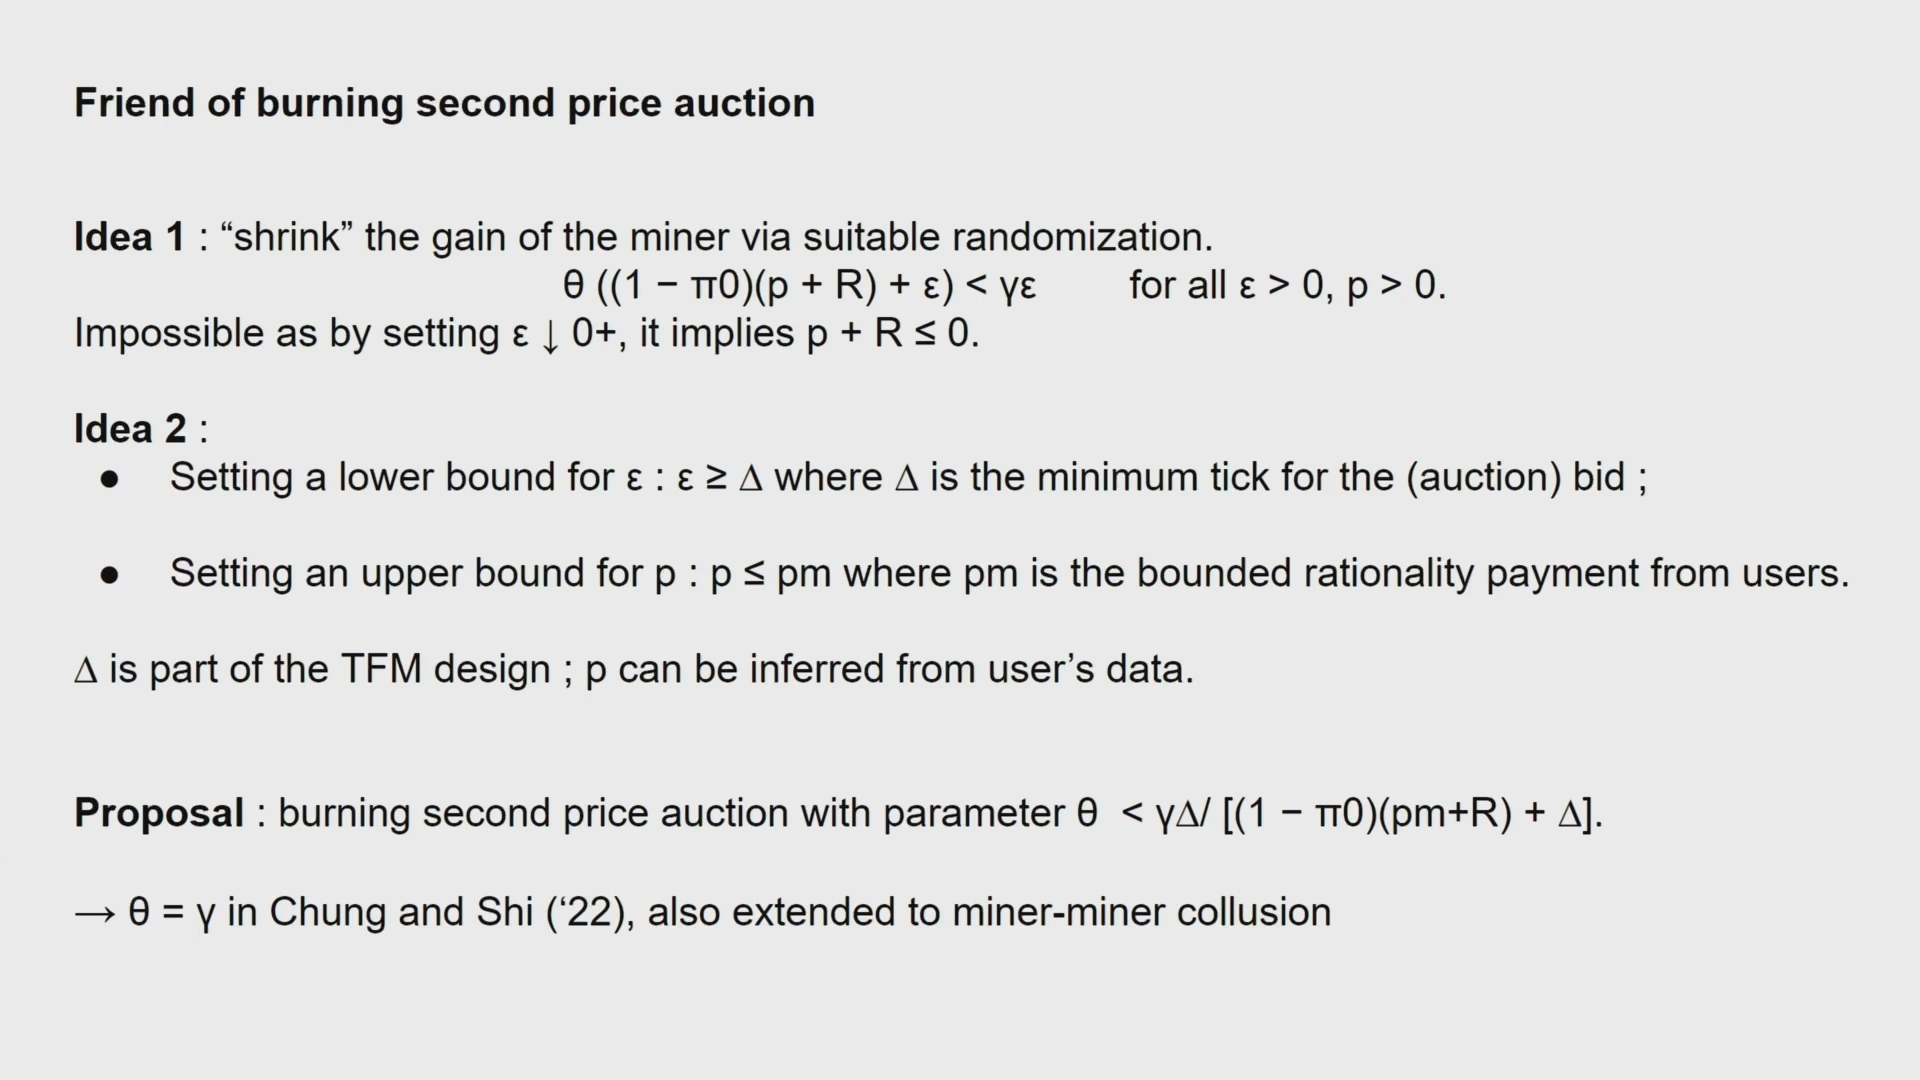 Friend of burning second price auction
Idea 1 : “shrink” the gain of the miner via suitable randomization.
θ ((1 − π0)(p + R) + ε) < γε for all ε > 0, p > 0.
Impossible as by setting ε ↓ 0+, it implies p + R ≤ 0.
Idea 2 :
● Setting a lower bound for ε : ε ≥ Δ where Δ is the minimum tick for the (auction) bid ;
● Setting an upper bound for p : p ≤ pm where pm is the bounded rationality payment from users.
Δ is part of the TFM design ; p can be inferred from user’s data.
Proposal : burning second price auction with parameter θ < γΔ/ [(1 − π0)(pm+R) + Δ].
→ θ = γ in Chung and Shi (‘22), also extended to miner-miner collusion